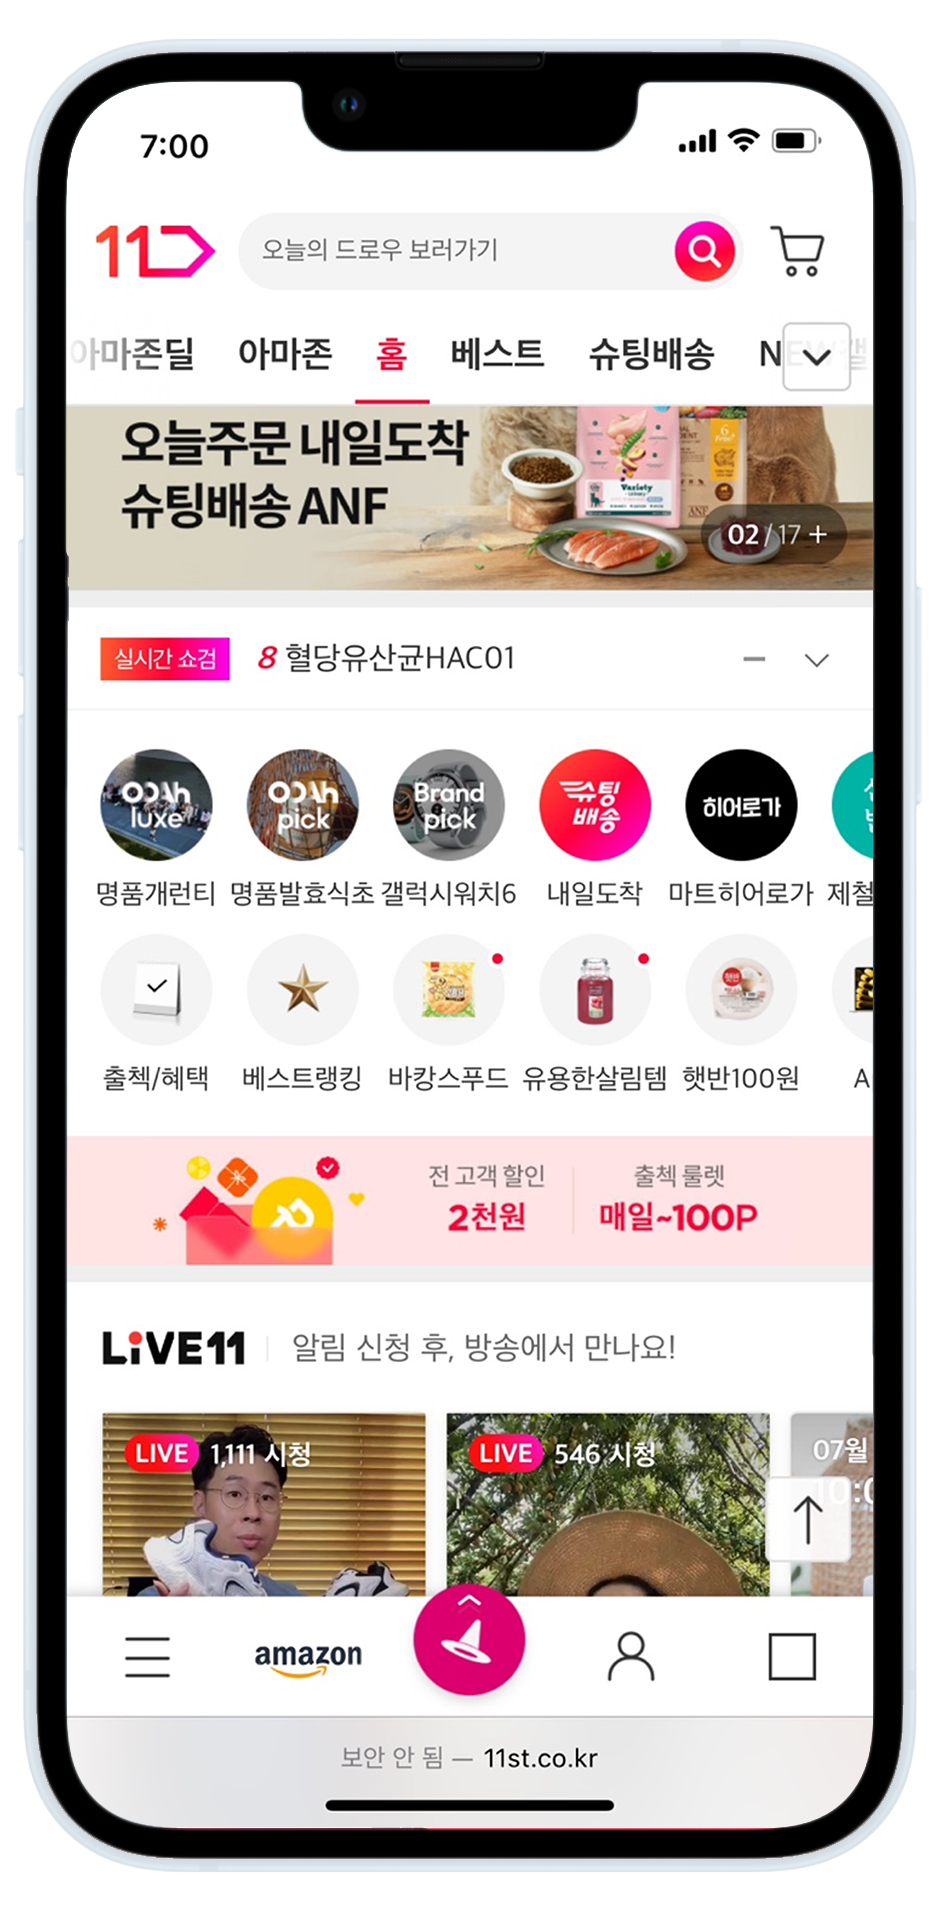 7:00
11
오늘의 드로우 보러가기
아마존딜 아마존 홈 베스트 슈팅배송 NEW
오늘주문 내일도착
슈팅배송 ANF
Variety
ANF
02 / 17 +
실시간 쇼검 8 혈당유산균HAC01
OOAh luxe
OOAh pick
Brand pick
슈팅 배송
히어로가
명품개런티 명품발효식초 갤럭시워치6 내일도착 마트히어로가 제철
출첵/혜택 베스트랭킹 바캉스푸드 유용한살림템 햇반100원 A
전 고객 할인 출첵 룰렛
2천원 매일~100P
LiVE11 알림 신청 후, 방송에서 만나요!
LIVE 1,111 시청 LIVE 546 시청 07월
amazon
보안 안 됨 — 11st.co.kr